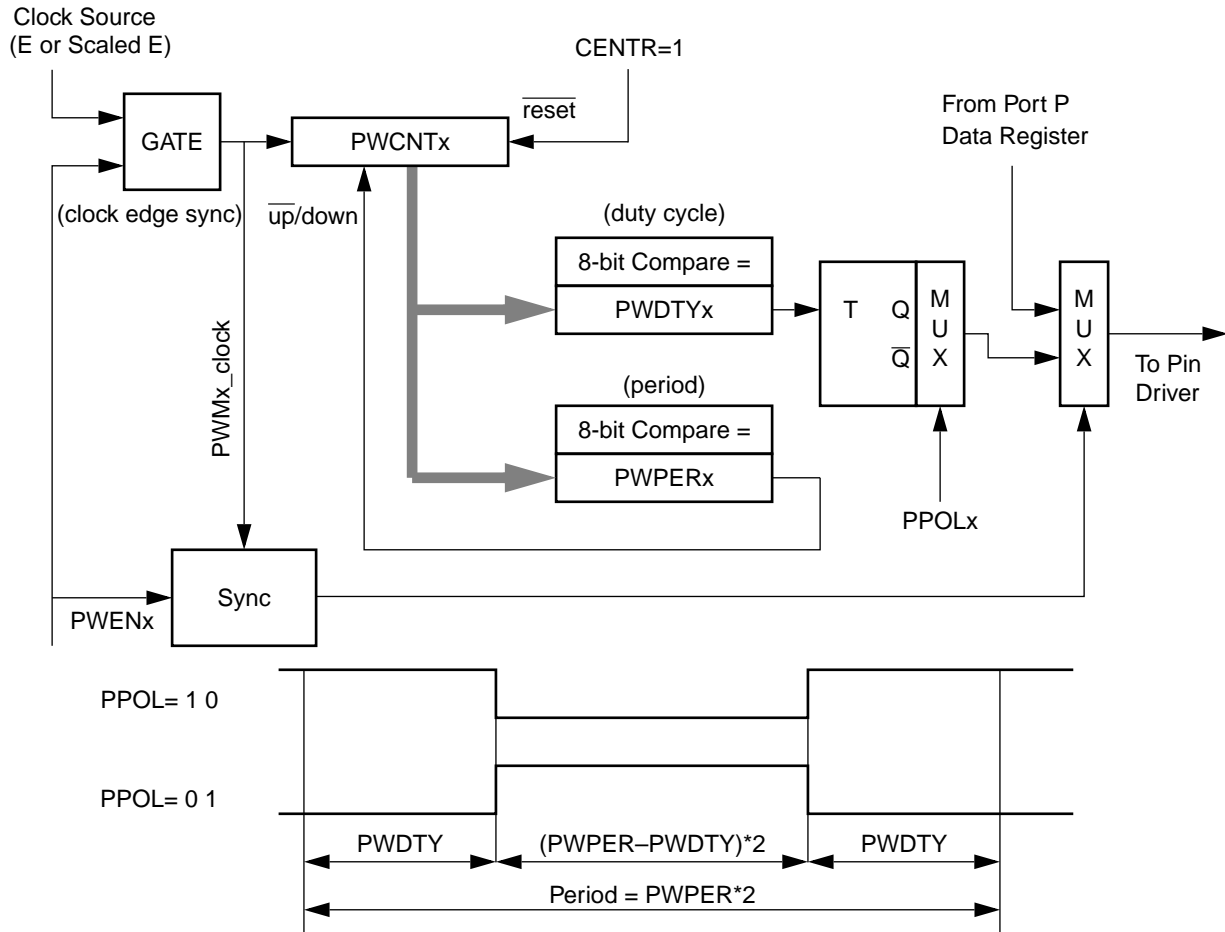 Clock Source
(E or Scaled E)
CENTR=1
reset
From Port P
Data Register
GATE
PWCNTx
(clock edge sync)
up/down
(duty cycle)
8-bit Compare =
PWDTYx
T Q
Q
MUX
MUX
To Pin
Driver
PWMx_clock
(period)
8-bit Compare =
PWPERx
PPOLx
Sync
PWENx
PPOL= 1 0
PPOL= 0 1
PWDTY
(PWPER–PWDTY)*2
PWDTY
Period = PWPER*2